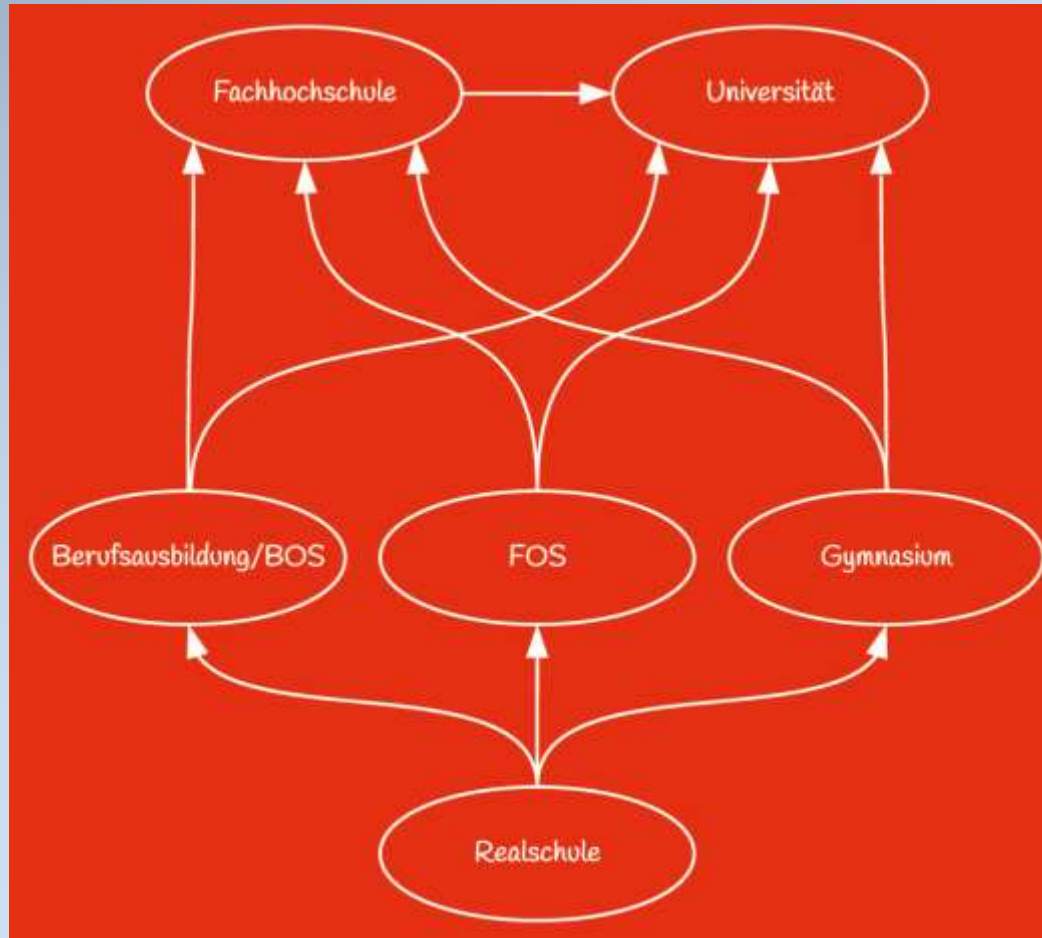 Fachhochschule
Universität
Berufsausbildung/BOS
FOS
Gymnasium
Realschule